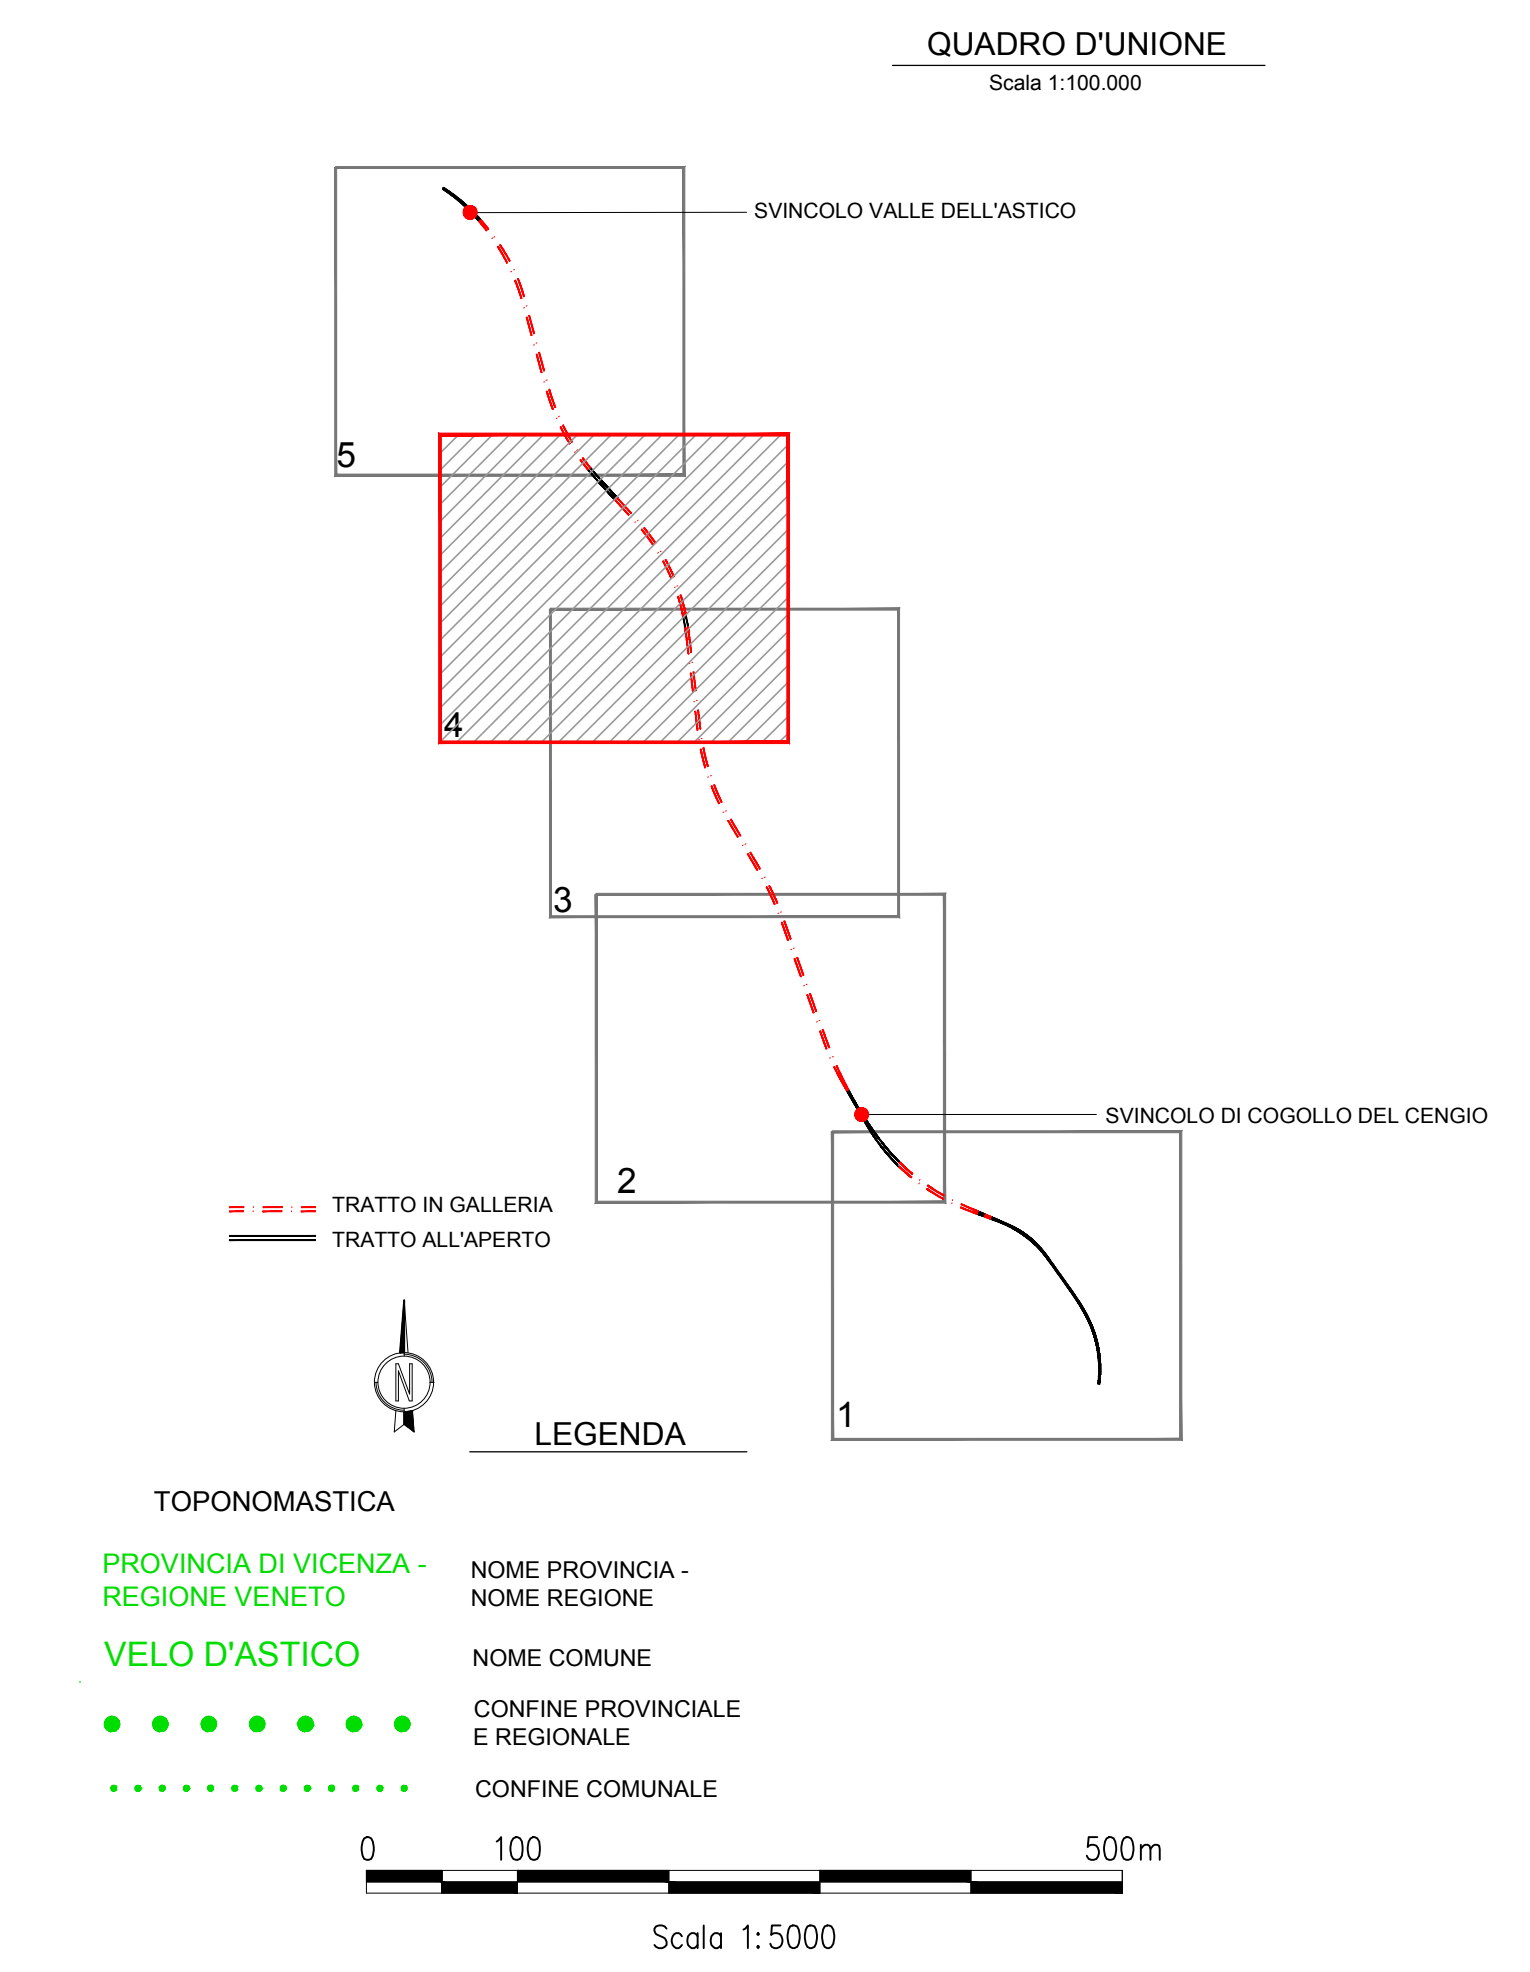 QUADRO D'UNIONE
Scala 1:100.000
SVINCOLO VALLE DELL'ASTICO
5
4
3
SVINCOLO DI COGOLLO DEL CENGIO
2
TRATTO IN GALLERIA
TRATTO ALL'APERTO
N
1
LEGENDA
TOPONOMASTICA
PROVINCIA DI VICENZA -
REGIONE VENETO
NOME PROVINCIA -
NOME REGIONE
VELO D'ASTICO
NOME COMUNE
CONFINE PROVINCIALE
E REGIONALE
CONFINE COMUNALE
0 100 500m
Scala 1:5000